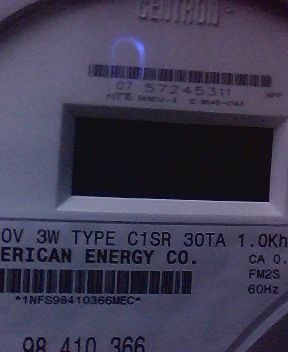 CENTRON
07 57245311
0V 3W TYPE C1SR 30TA 1.0Kh
ERICAN ENERGY CO.
CA 0.
FM2S
60Hz
*1NFS98410366MEC*
98 410 366